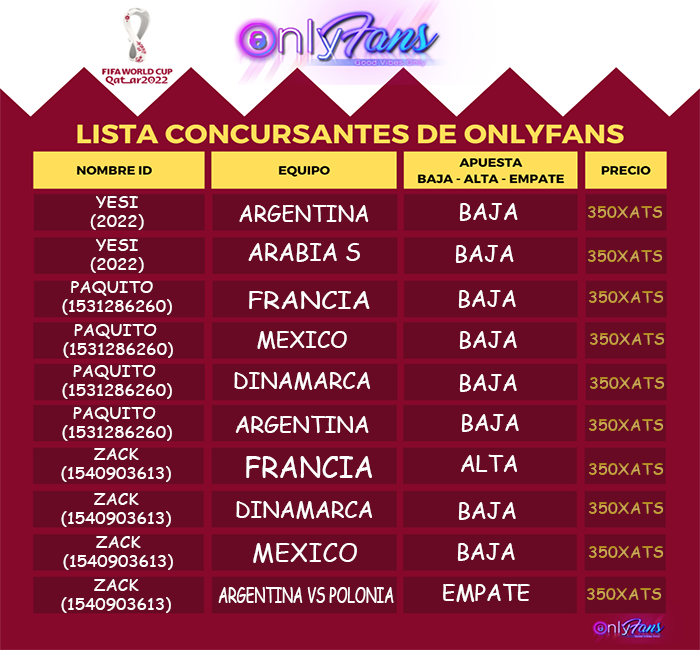 FIFA WORLD CUP
Qatar2022
OnlyFans
Good Vibes Only
LISTA CONCURSANTES DE ONLYFANS
NOMBRE ID
EQUIPO
APUESTA
BAJA - ALTA - EMPATE
PRECIO
YESI
(2022)
ARGENTINA
BAJA
350XATS
YESI
(2022)
ARABIA S
BAJA
350XATS
PAQUITO
(1531286260)
FRANCIA
BAJA
350XATS
PAQUITO
(1531286260)
MEXICO
BAJA
350XATS
PAQUITO
(1531286260)
DINAMARCA
BAJA
350XATS
PAQUITO
(1531286260)
ARGENTINA
BAJA
350XATS
ZACK
(1540903613)
FRANCIA
ALTA
350XATS
ZACK
(1540903613)
DINAMARCA
BAJA
350XATS
ZACK
(1540903613)
MEXICO
BAJA
350XATS
ZACK
(1540903613)
ARGENTINA VS POLONIA
EMPATE
350XATS
OnlyFans